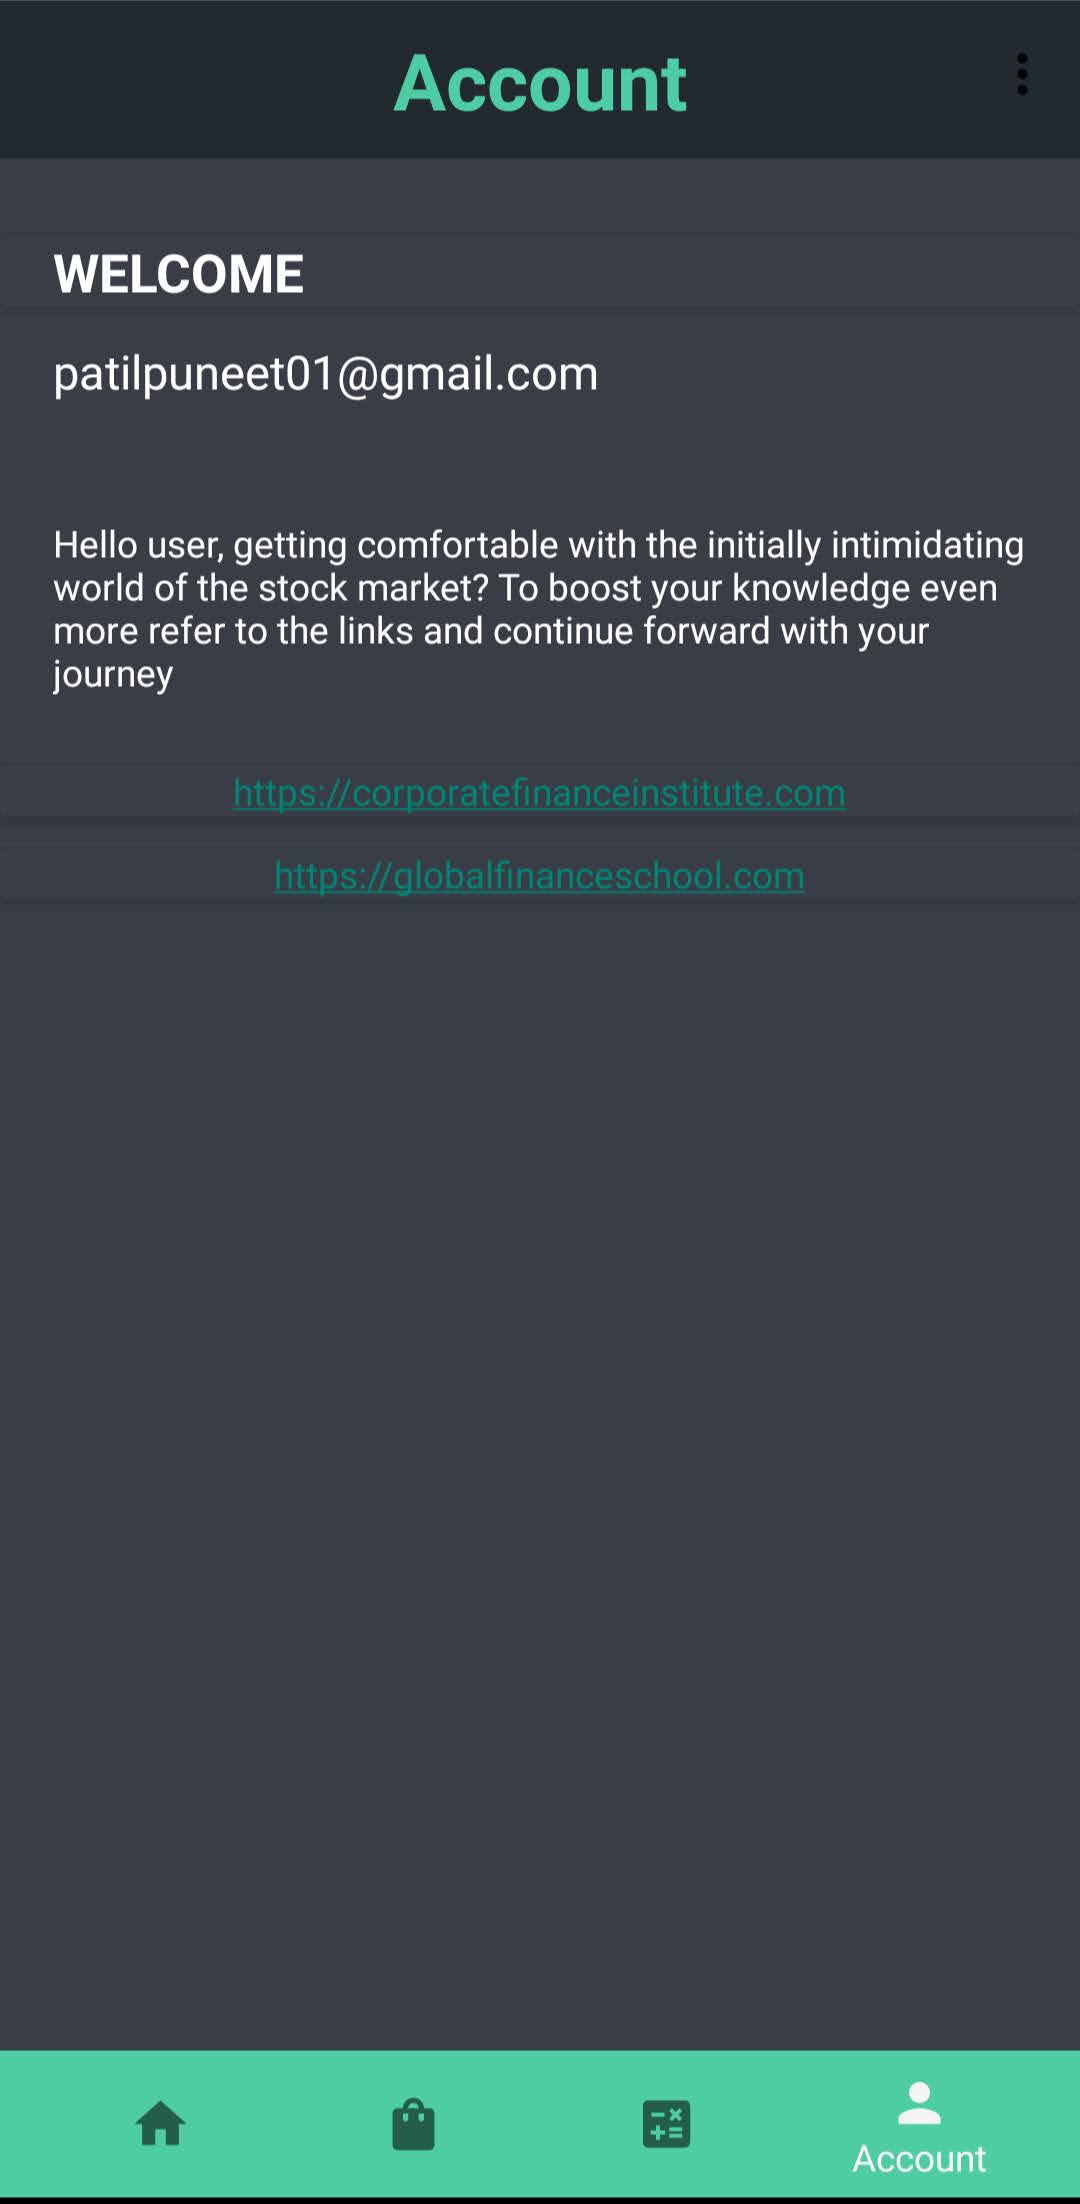 Account
WELCOME
patilpuneet01@gmail.com
Hello user, getting comfortable with the initially intimidating
world of the stock market? To boost your knowledge even
more refer to the links and continue forward with your
journey
https://corporatefinanceinstitute.com
https://globalfinanceschool.com
Account